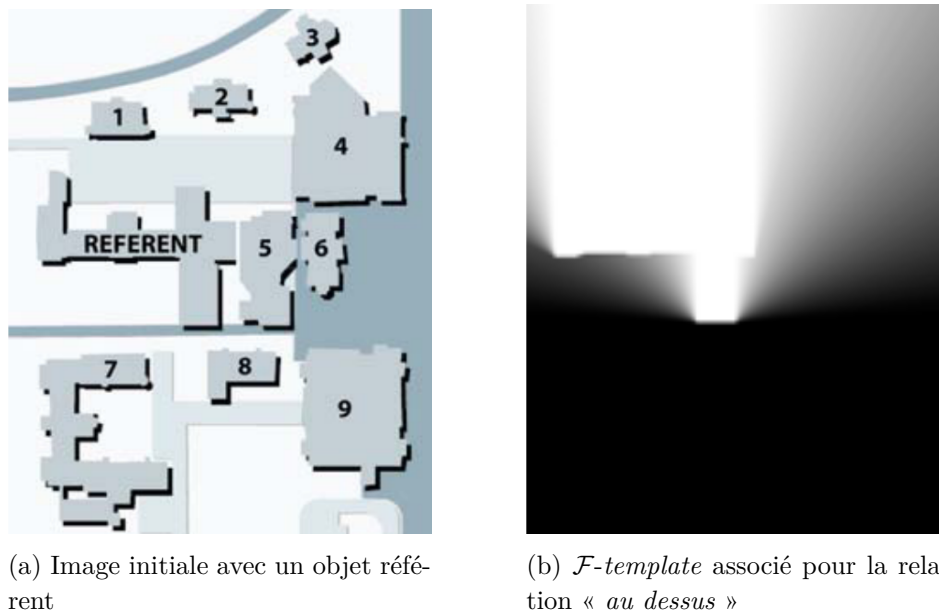 3
2
1
4
REFERENT
5
6
7
8
9
(a) Image initiale avec un objet réfé-
rent
(b) F-template associé pour la rela-
tion « au dessus »